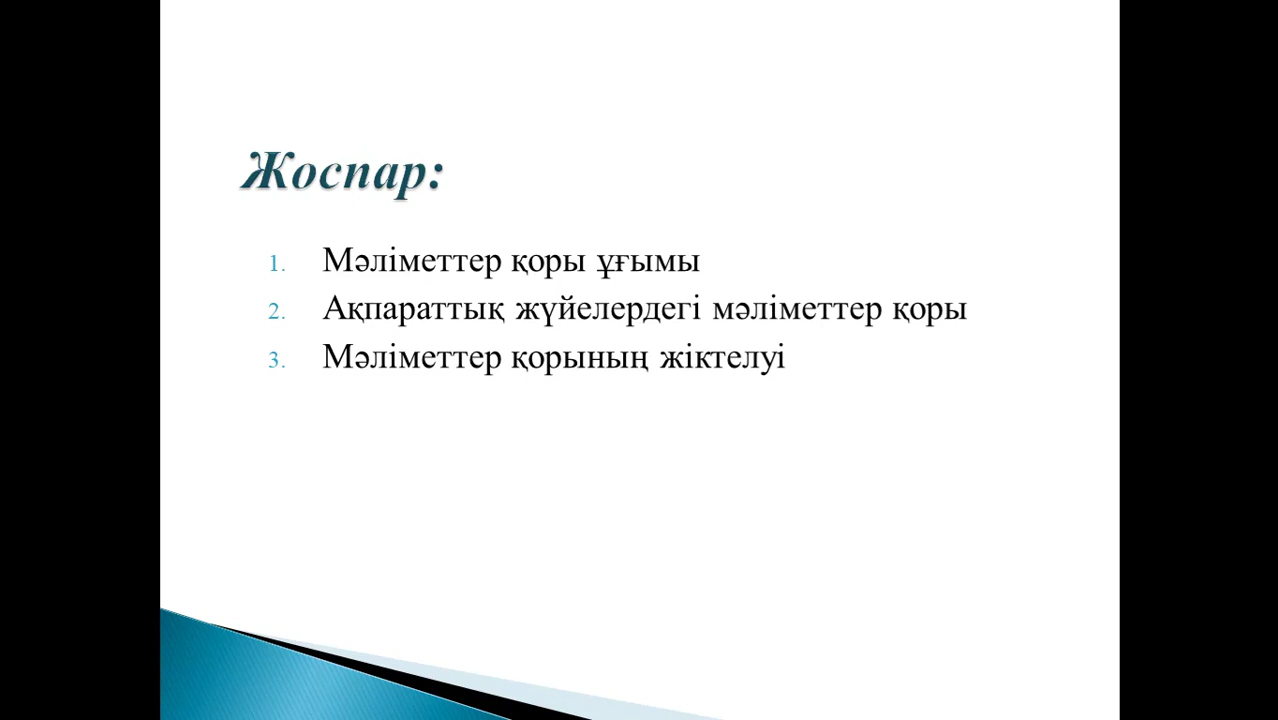 Жоспар:
1. Мәліметтер қоры ұғымы
2. Ақпараттық жүйелердегі мәліметтер қоры
3. Мәліметтер қорының жіктелуі